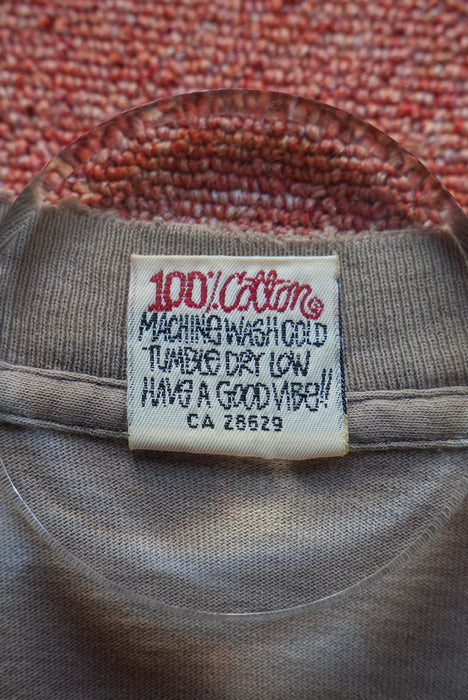 100% Cotton
MACHINE WASH COLD
TUMBLE DRY LOW
HAVE A GOOD VIBE!!
CA 28629